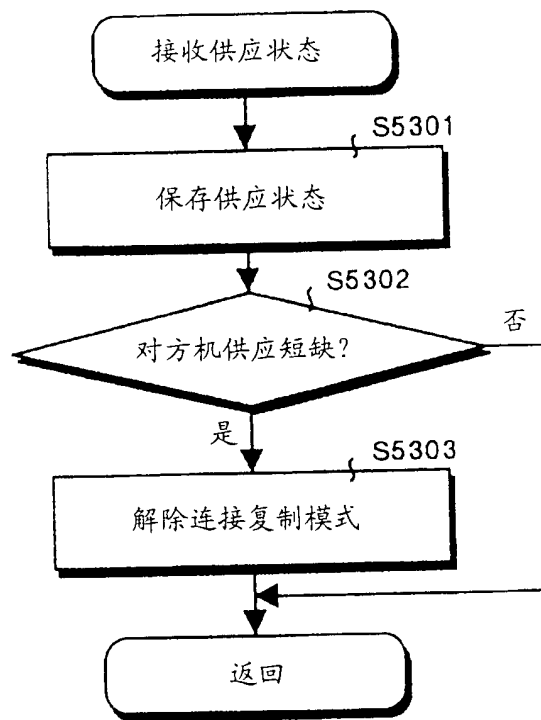 接收供应状态
S5301
保存供应状态
S5302
对方机供应短缺?
否
是
S5303
解除连接复制模式
返回